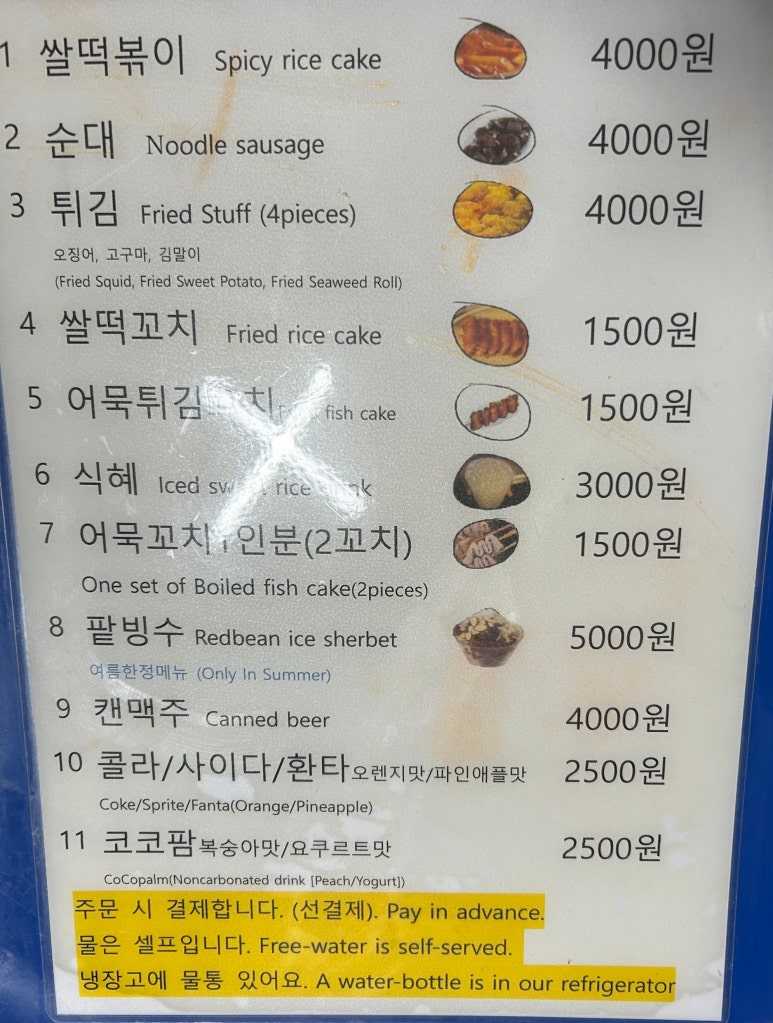 1 쌀떡볶이 Spicy rice cake 4000원
2 순대 Noodle sausage 4000원
3 튀김 Fried Stuff (4pieces) 4000원
오징어, 고구마, 김말이
(Fried Squid, Fried Sweet Potato, Fried Seaweed Roll)
4 쌀떡꼬치 Fried rice cake 1500원
5 어묵튀김꼬치 fish cake 1500원
6 식혜 Iced sweet rice drink 3000원
7 어묵꼬치1인분(2꼬치) 1500원
One set of Boiled fish cake(2pieces)
8 팥빙수 Redbean ice sherbet 5000원
여름한정메뉴 (Only In Summer)
9 캔맥주 Canned beer 4000원
10 콜라/사이다/환타오렌지맛/파인애플맛 2500원
Coke/Sprite/Fanta(Orange/Pineapple)
11 코코팜복숭아맛/요쿠르트맛 2500원
CoCopalm(Noncarbonated drink [Peach/Yogurt])
주문 시 결제합니다. (선결제). Pay in advance.
물은 셀프입니다. Free-water is self-served.
냉장고에 물통 있어요. A water-bottle is in our refrigerator